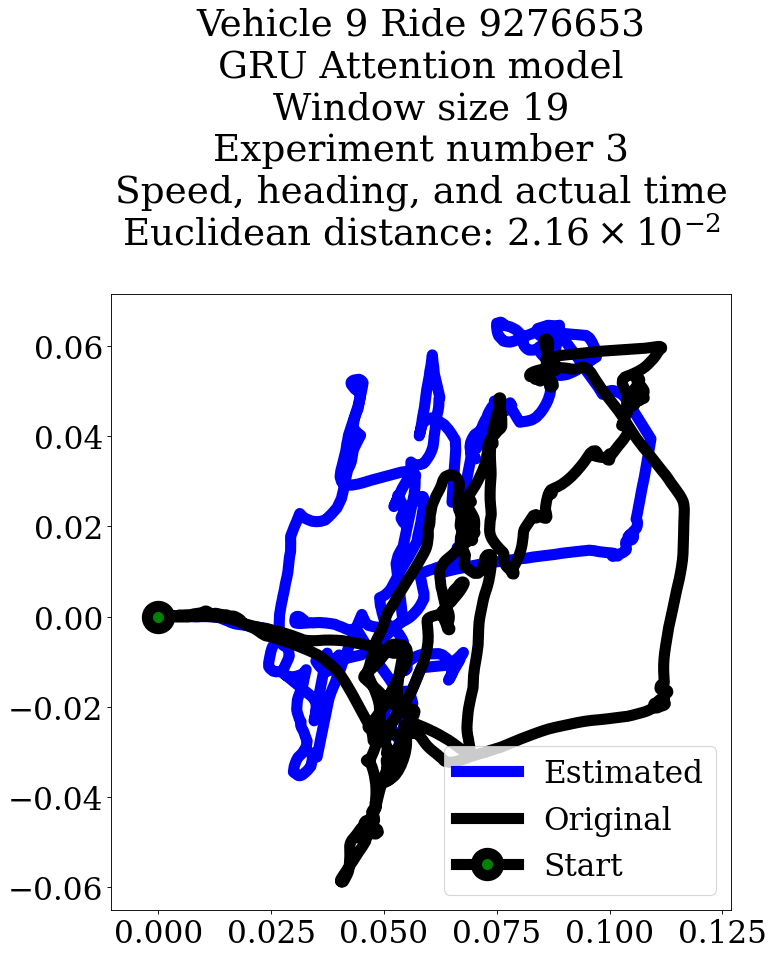 Vehicle 9 Ride 9276653
GRU Attention model
Window size 19
Experiment number 3
Speed, heading, and actual time
Euclidean distance: 2.16 × 10⁻²
0.06
0.04
0.02
0.00
−0.02
−0.04
−0.06
Estimated
Original
Start
0.000 0.025 0.050 0.075 0.100 0.125